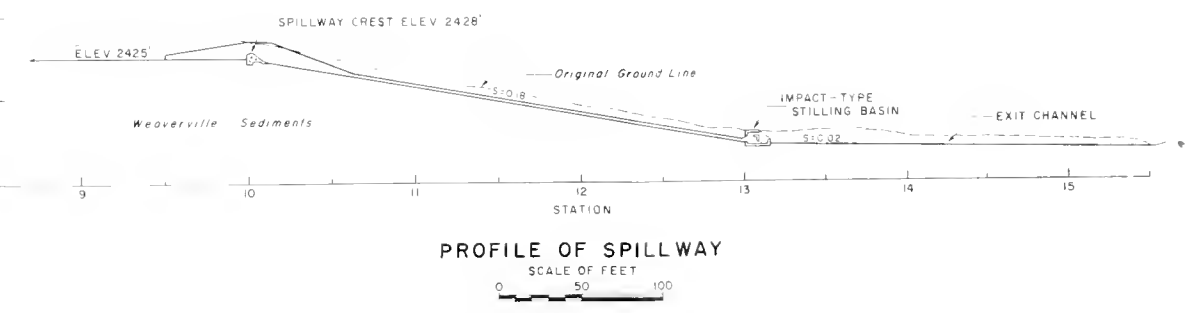 SPILLWAY CREST ELEV 2428'
ELEV 2425'
Original Ground Line
S=0.18
IMPACT-TYPE
STILLING BASIN
EXIT CHANNEL
Weaverville Sediments
S=0.02
9 10 11 12 13 14 15
STATION
PROFILE OF SPILLWAY
SCALE OF FEET
0 50 100